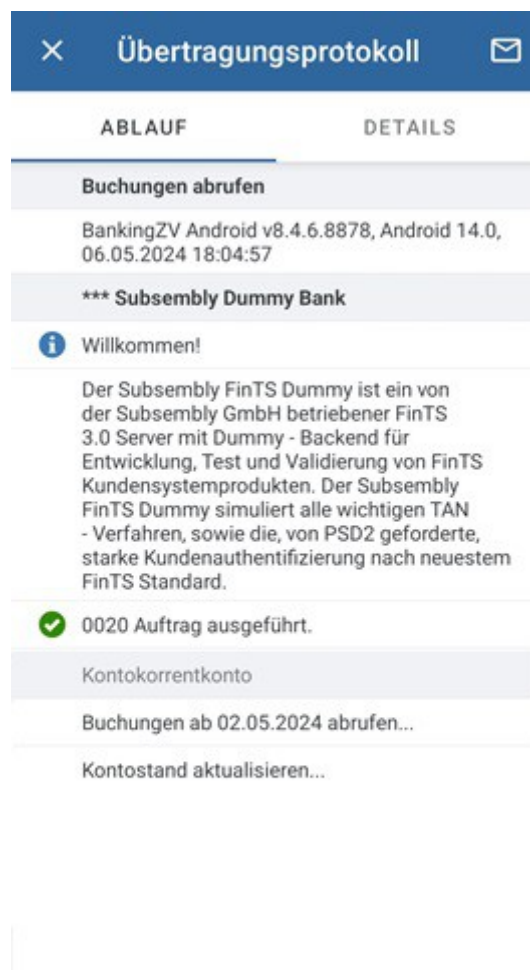 Übertragungsprotokoll
ABLAUF
DETAILS
Buchungen abrufen
BankingZV Android v8.4.6.8878, Android 14.0,
06.05.2024 18:04:57
*** Subsembly Dummy Bank
Willkommen!
Der Subsembly FinTS Dummy ist ein von
der Subsembly GmbH betriebener FinTS
3.0 Server mit Dummy - Backend für
Entwicklung, Test und Validierung von FinTS
Kundensystemprodukten. Der Subsembly
FinTS Dummy simuliert alle wichtigen TAN
- Verfahren, sowie die, von PSD2 geforderte,
starke Kundenauthentifizierung nach neuestem
FinTS Standard.
0020 Auftrag ausgeführt.
Kontokorrentkonto
Buchungen ab 02.05.2024 abrufen...
Kontostand aktualisieren...